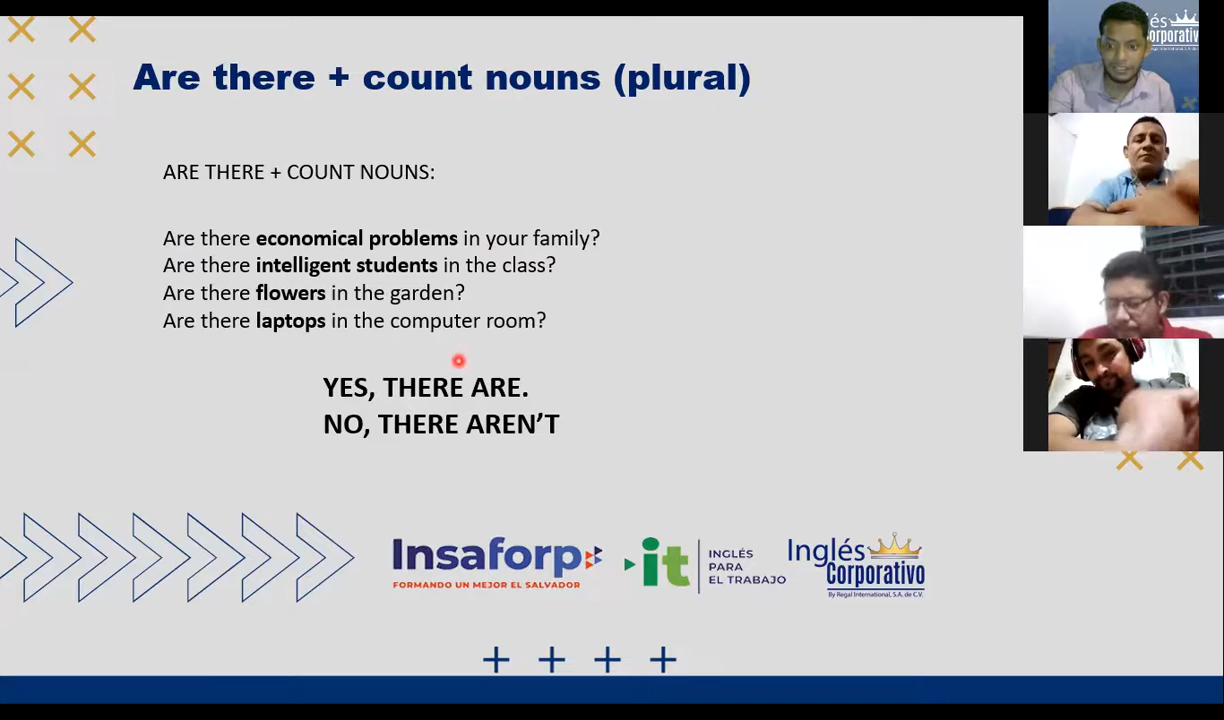 Are there + count nouns (plural)
ARE THERE + COUNT NOUNS:
Are there economical problems in your family?
Are there intelligent students in the class?
Are there flowers in the garden?
Are there laptops in the computer room?
YES, THERE ARE.
NO, THERE AREN’T
Insaforp
FORMANDO UN MEJOR EL SALVADOR
it
INGLÉS
PARA
EL TRABAJO
Inglés
Corporativo
By Regal International, S.A. de C.V.